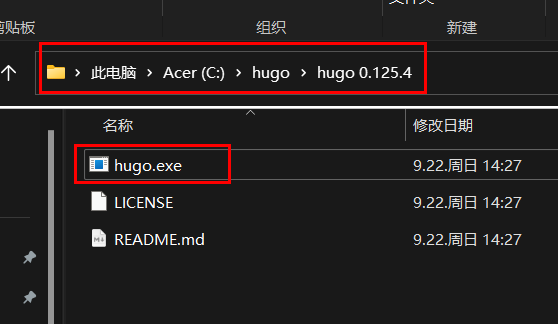 剪贴板 组织 新建
此电脑 > Acer (C:) > hugo > hugo 0.125.4
名称 修改日期
hugo.exe 9.22.周日 14:27
LICENSE 9.22.周日 14:27
README.md 9.22.周日 14:27